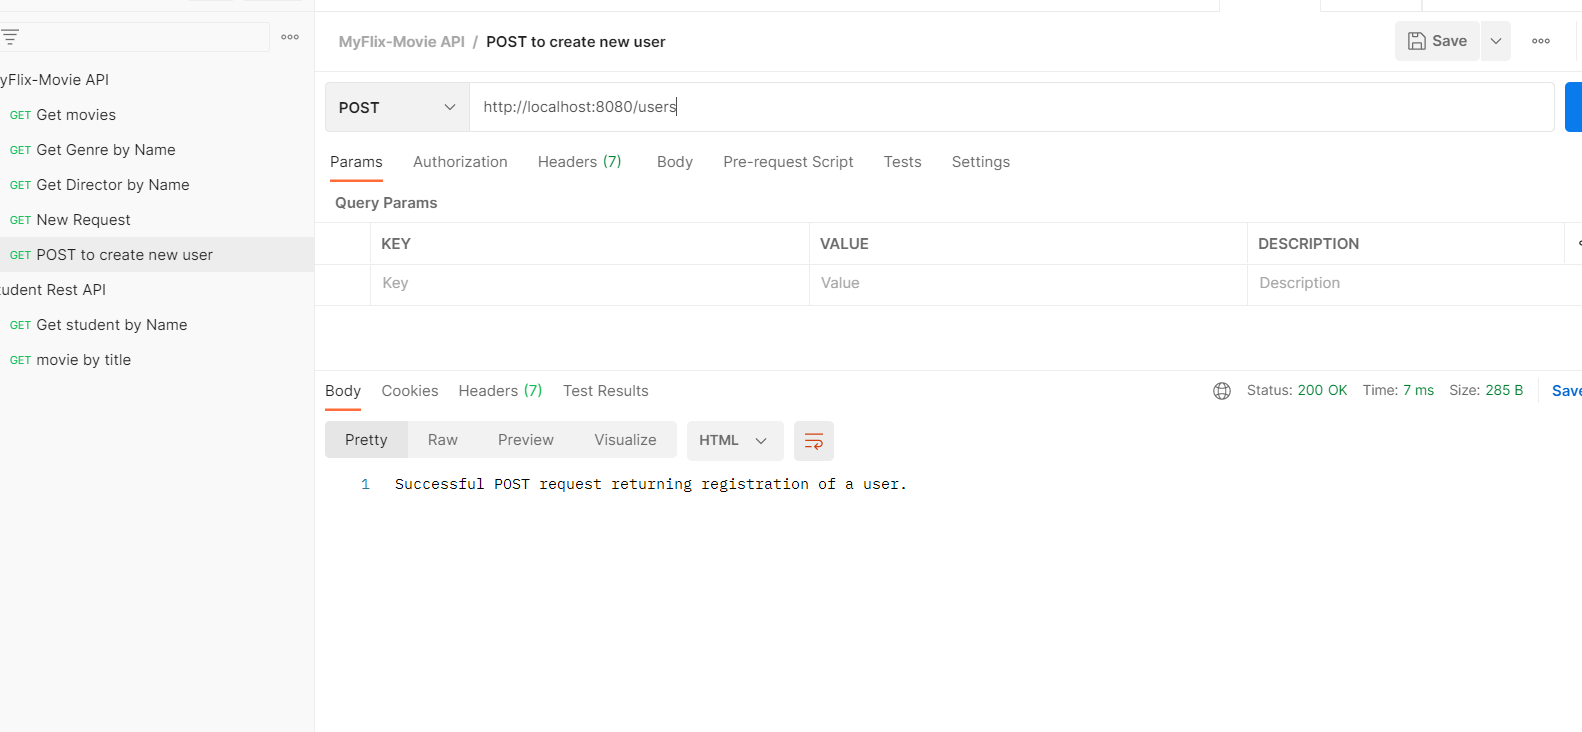 MyFlix-Movie API / POST to create new user
Save
yFlix-Movie API
GET Get movies
GET Get Genre by Name
GET Get Director by Name
GET New Request
GET POST to create new user
tudent Rest API
GET Get student by Name
GET movie by title
POST
http://localhost:8080/users
Params Authorization Headers (7) Body Pre-request Script Tests Settings
Query Params
KEY VALUE DESCRIPTION
Key Value Description
Body Cookies Headers (7) Test Results
Status: 200 OK Time: 7 ms Size: 285 B Save
Pretty Raw Preview Visualize HTML
1 Successful POST request returning registration of a user.